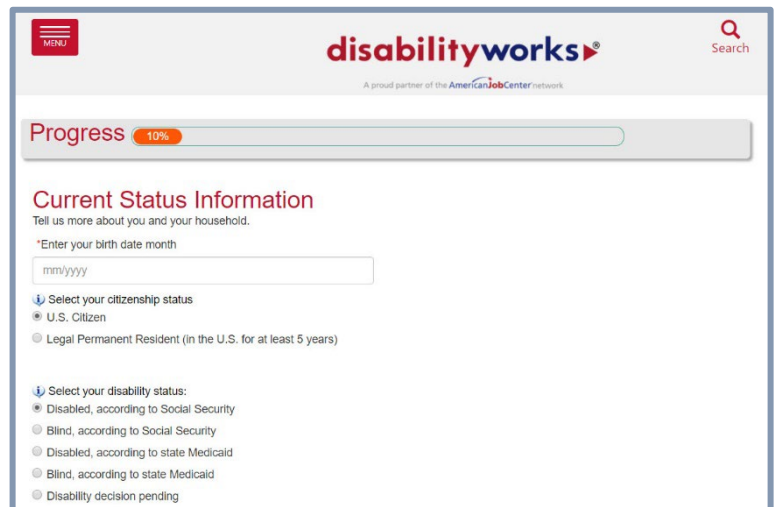 MENU
disabilityworks®
Search
A proud partner of the AmericanJobCenter network
Progress 10%
Current Status Information
Tell us more about you and your household.
*Enter your birth date month
mm/yyyy
Select your citizenship status
U.S. Citizen
Legal Permanent Resident (in the U.S. for at least 5 years)
Select your disability status:
Disabled, according to Social Security
Blind, according to Social Security
Disabled, according to state Medicaid
Blind, according to state Medicaid
Disability decision pending